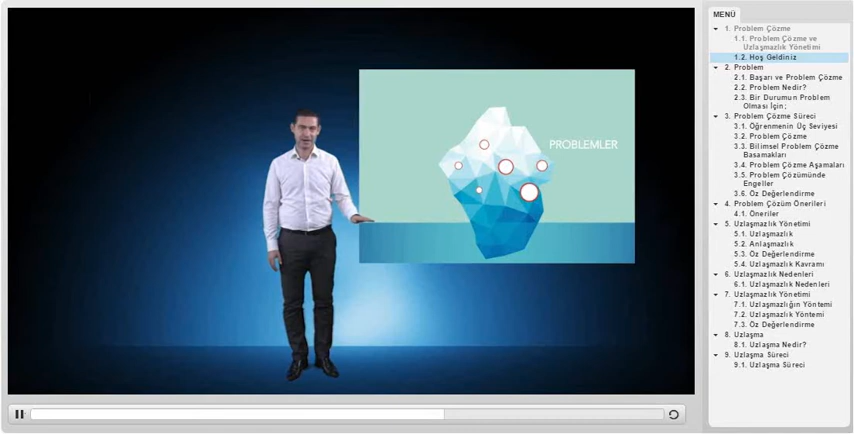 PROBLEMLER
MENÜ
1. Problem Çözme
1.1. Problem Çözme ve
Uzlaşmazlık Yönetimi
1.2. Hoş Geldiniz
2. Problem
2.1. Başarı ve Problem Çözme
2.2. Problem Nedir?
2.3. Bir Durumun Problem
Olması İçin;
3. Problem Çözme Süreci
3.1. Öğrenmenin Üç Seviyesi
3.2. Problem Çözme
3.3. Bilimsel Problem Çözme
Basamakları
3.4. Problem Çözme Aşamaları
3.5. Problem Çözümünde
Engeller
3.6. Öz Değerlendirme
4. Problem Çözüm Önerileri
4.1. Öneriler
5. Uzlaşmazlık Yönetimi
5.1. Uzlaşmazlık
5.2. Anlaşmazlık
5.3. Öz Değerlendirme
5.4. Uzlaşmazlık Kavramı
6. Uzlaşmazlık Nedenleri
6.1. Uzlaşmazlık Nedenleri
7. Uzlaşmazlık Yönetimi
7.1. Uzlaşmazlığın Yöntemi
7.2. Uzlaşmazlık Yöntemi
7.3. Öz Değerlendirme
8. Uzlaşma
8.1. Uzlaşma Nedir?
9. Uzlaşma Süreci
9.1. Uzlaşma Süreci